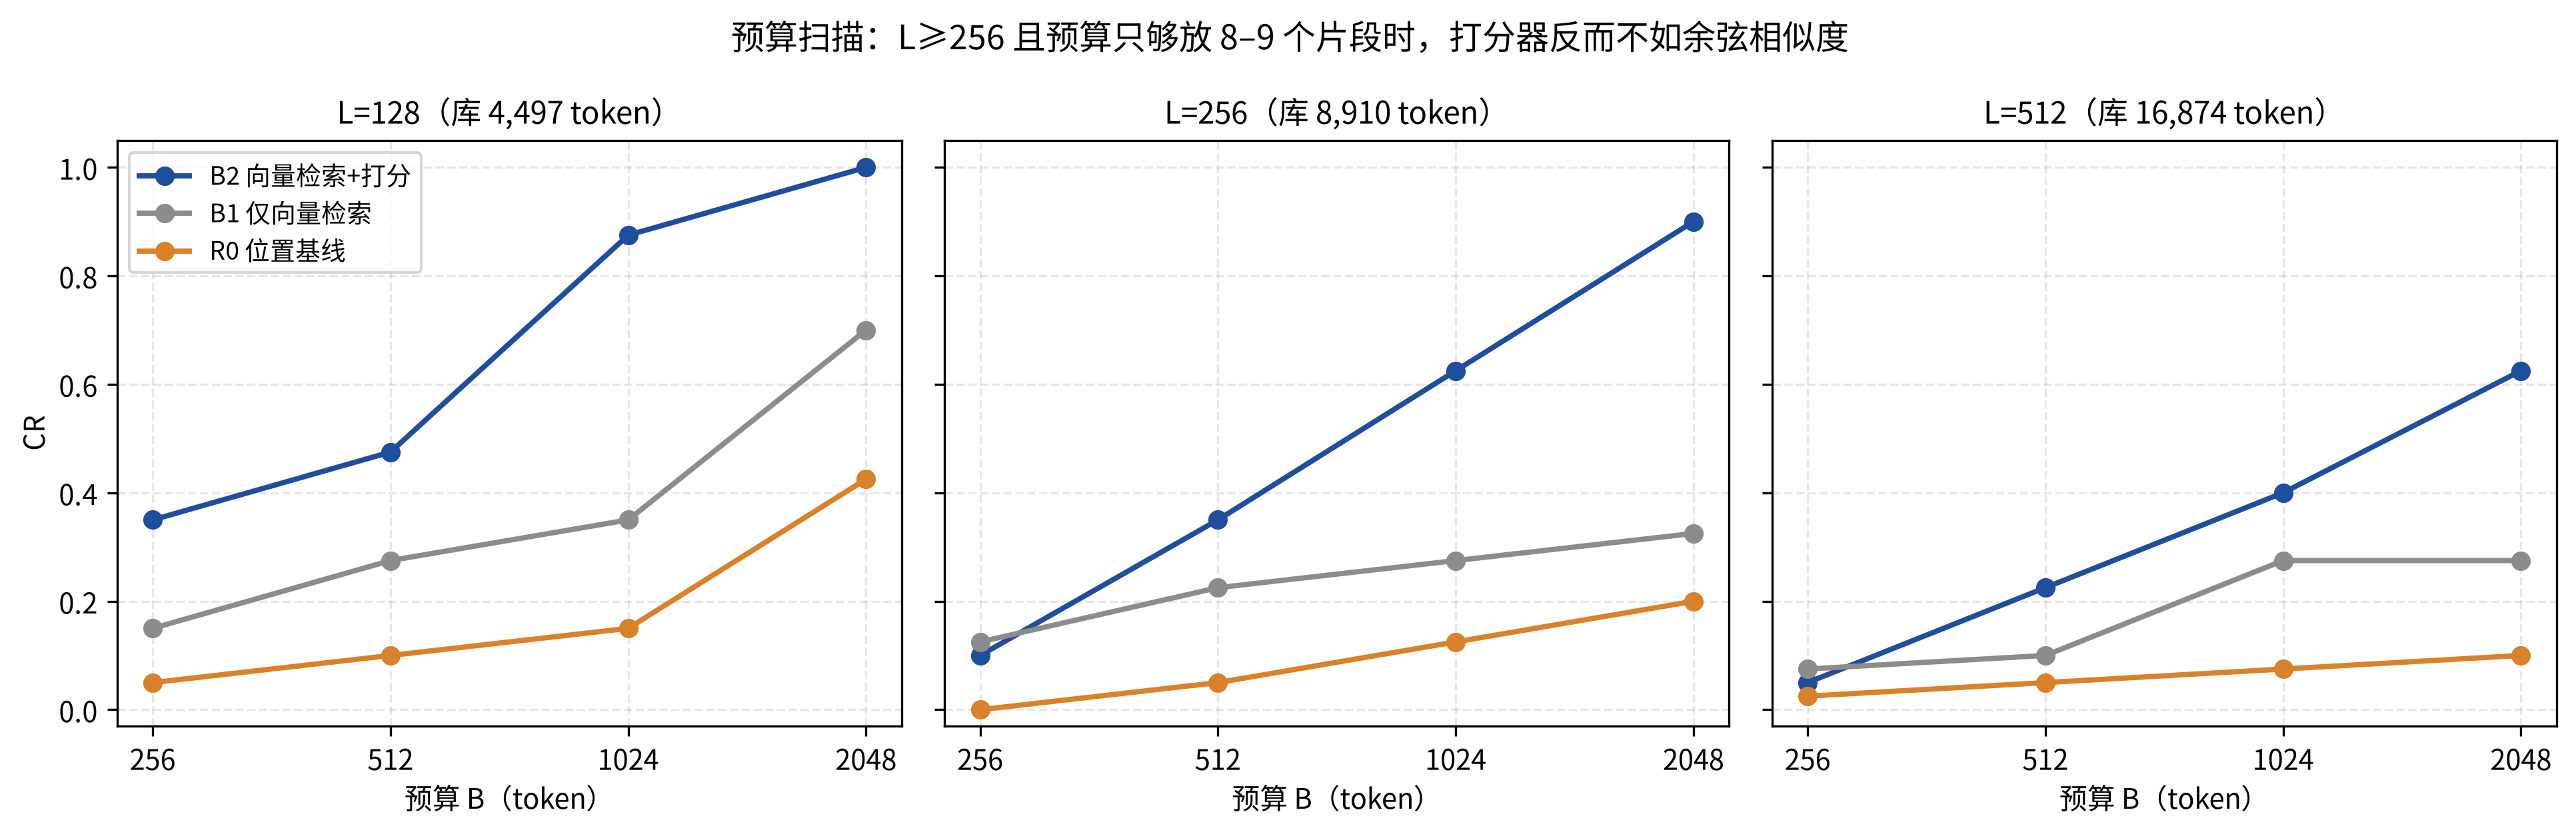 预算扫描：L≥256 且预算只够放 8–9 个片段时，打分器反而不如余弦相似度
L=128（库 4,497 token）
CR
1.0
0.8
0.6
0.4
0.2
0.0
B2 向量检索+打分
B1 仅向量检索
R0 位置基线
256 512 1024 2048
预算 B（token）
L=256（库 8,910 token）
256 512 1024 2048
预算 B（token）
L=512（库 16,874 token）
256 512 1024 2048
预算 B（token）